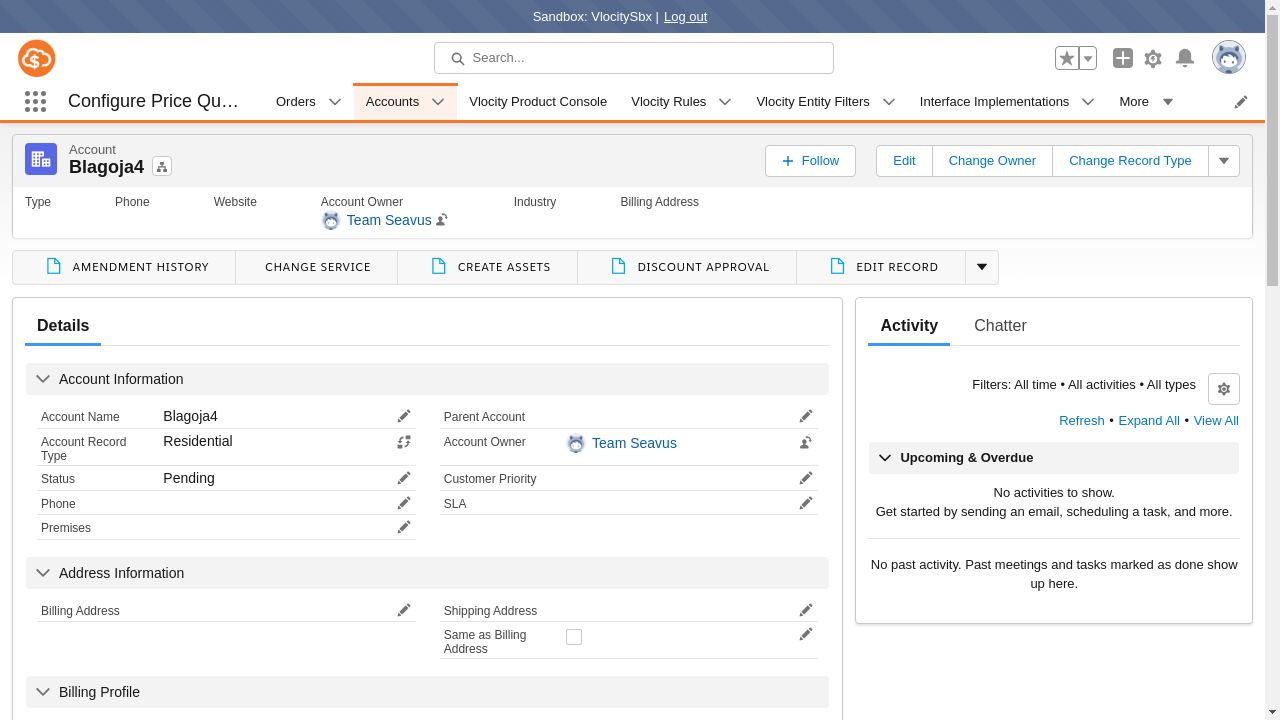 Sandbox: VlocitySbx | Log out
Search...
Configure Price Qu…
Orders
Accounts
Vlocity Product Console
Vlocity Rules
Vlocity Entity Filters
Interface Implementations
More
Account
Blagoja4
Follow
Edit
Change Owner
Change Record Type
Type
Phone
Website
Account Owner
Team Seavus
Industry
Billing Address
AMENDMENT HISTORY
CHANGE SERVICE
CREATE ASSETS
DISCOUNT APPROVAL
EDIT RECORD
Details
Account Information
Account Name
Blagoja4
Parent Account
Account Record
Type
Residential
Account Owner
Team Seavus
Status
Pending
Customer Priority
Phone
SLA
Premises
Address Information
Billing Address
Shipping Address
Same as Billing
Address
Billing Profile
Activity
Chatter
Filters: All time • All activities • All types
Refresh • Expand All • View All
Upcoming & Overdue
No activities to show.
Get started by sending an email, scheduling a task, and more.
No past activity. Past meetings and tasks marked as done show
up here.